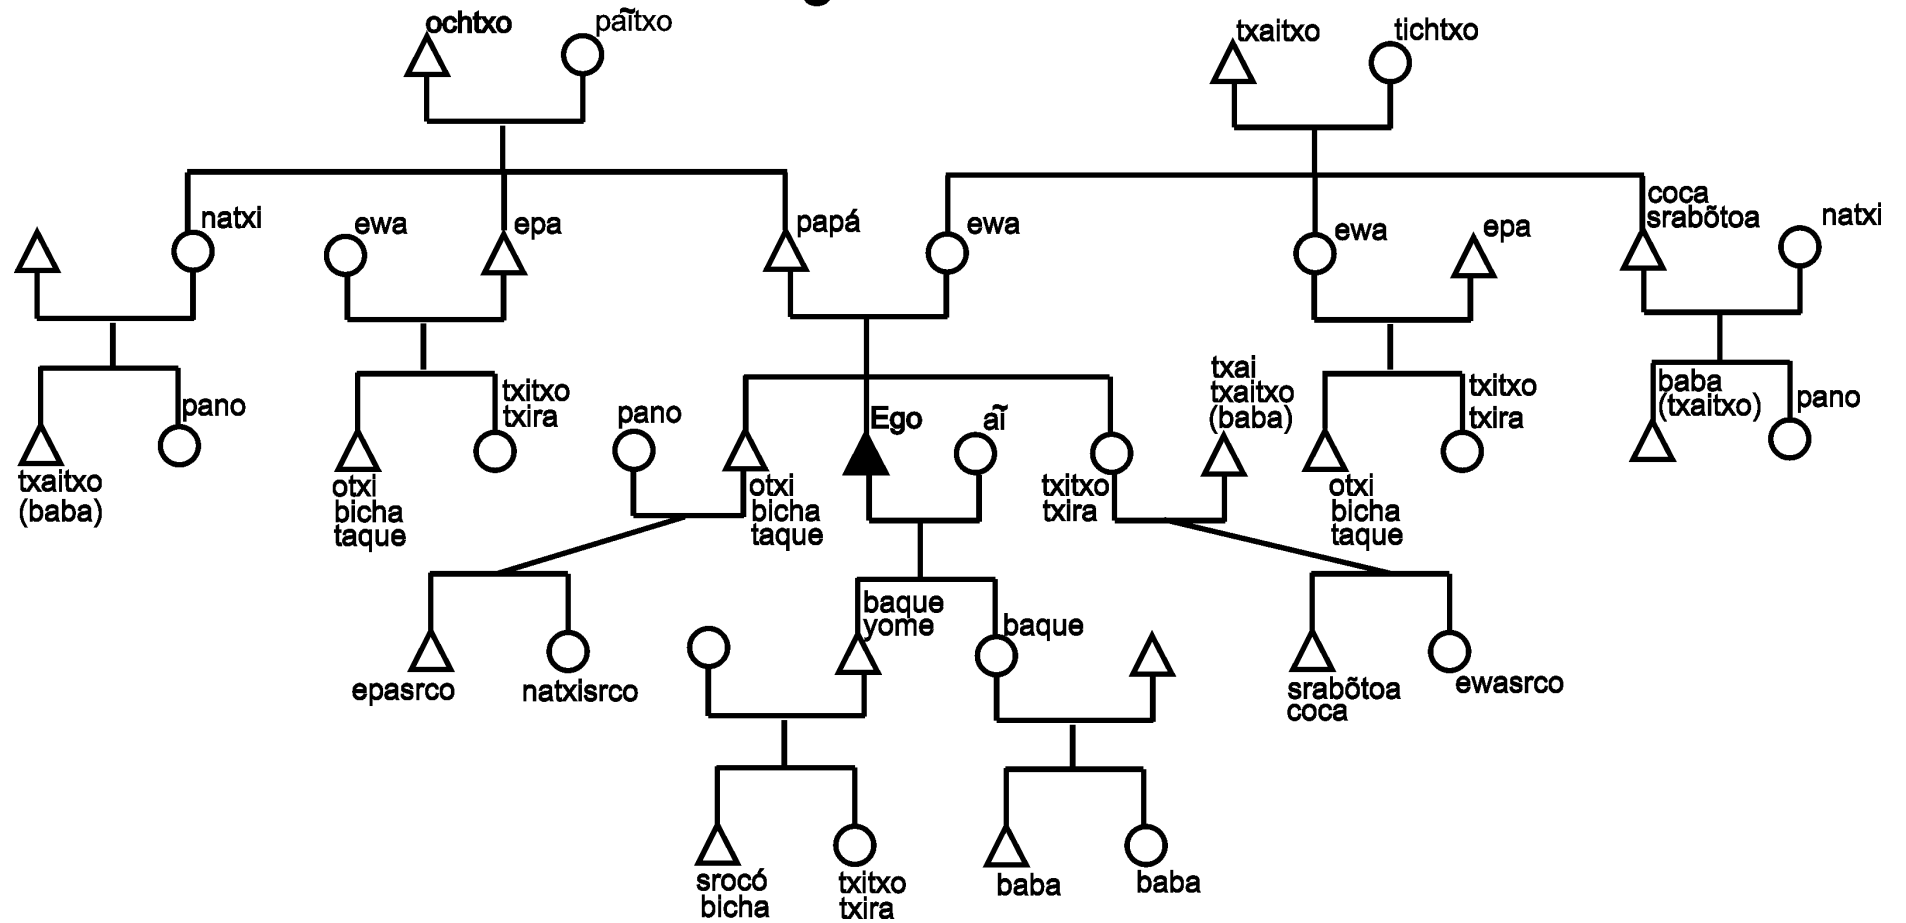 ochtxo
paĩtxo
txaitxo
tichtxo
natxi
ewa
epa
papá
ewa
ewa
epa
coca
srabõtoa
natxi
pano
txitxo
txira
pano
Ego
aĩ
txai
txaitxo
(baba)
txitxo
txira
baba
(txaitxo)
pano
txaitxo
(baba)
otxi
bicha
taque
otxi
bicha
taque
txitxo
txira
otxi
bicha
taque
baque
yome
baque
epasrco
natxisrco
srabõtoa
coca
ewasrco
srocó
bicha
txitxo
txira
baba
baba